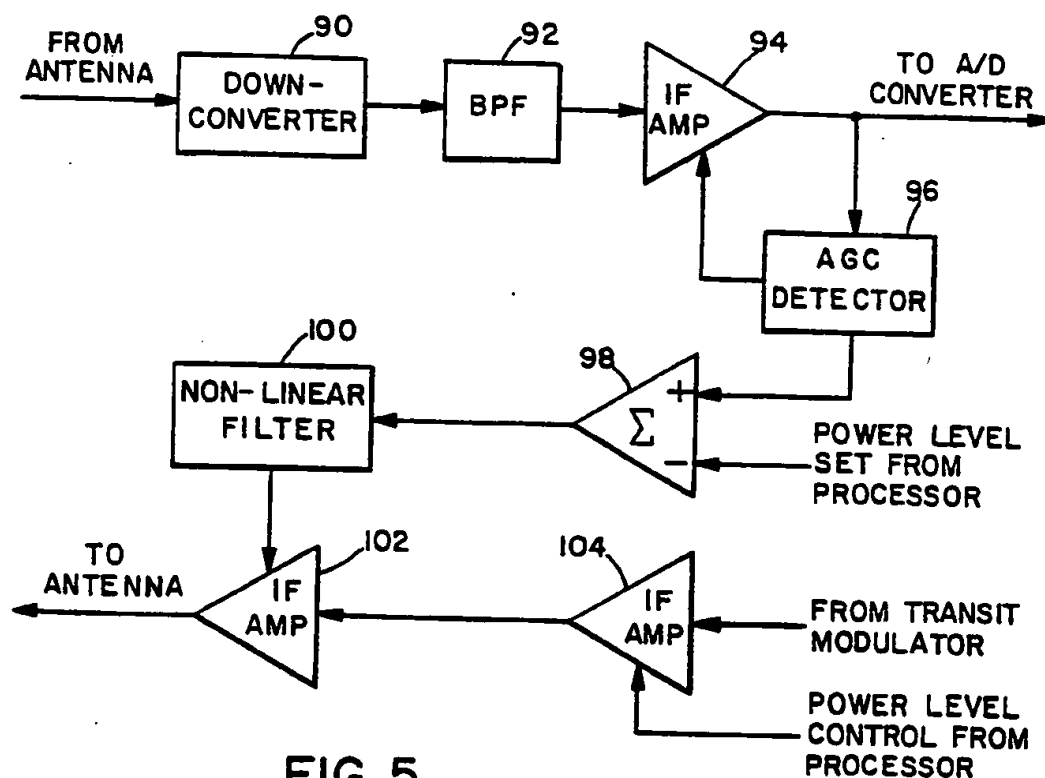 FROM
ANTENNA
90
DOWN-
CONVERTER
92
BPF
94
IF
AMP
TO A/D
CONVERTER
96
AGC
DETECTOR
100
NON-LINEAR
FILTER
98
Σ
+
-
POWER LEVEL
SET FROM
PROCESSOR
TO
ANTENNA
102
IF
AMP
104
IF
AMP
FROM TRANSIT
MODULATOR
POWER LEVEL
CONTROL FROM
PROCESSOR
FIG. 5